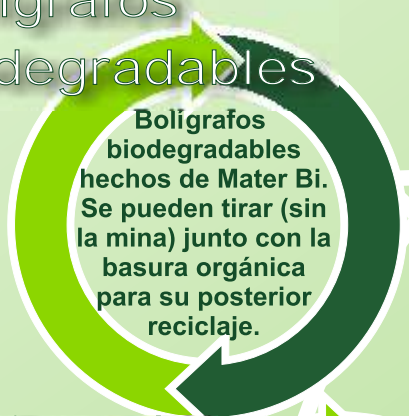 lígrafos
degradables
Bolígrafos
biodegradables
hechos de Mater Bi.
Se pueden tirar (sin
la mina) junto con la
basura orgánica
para su posterior
reciclaje.